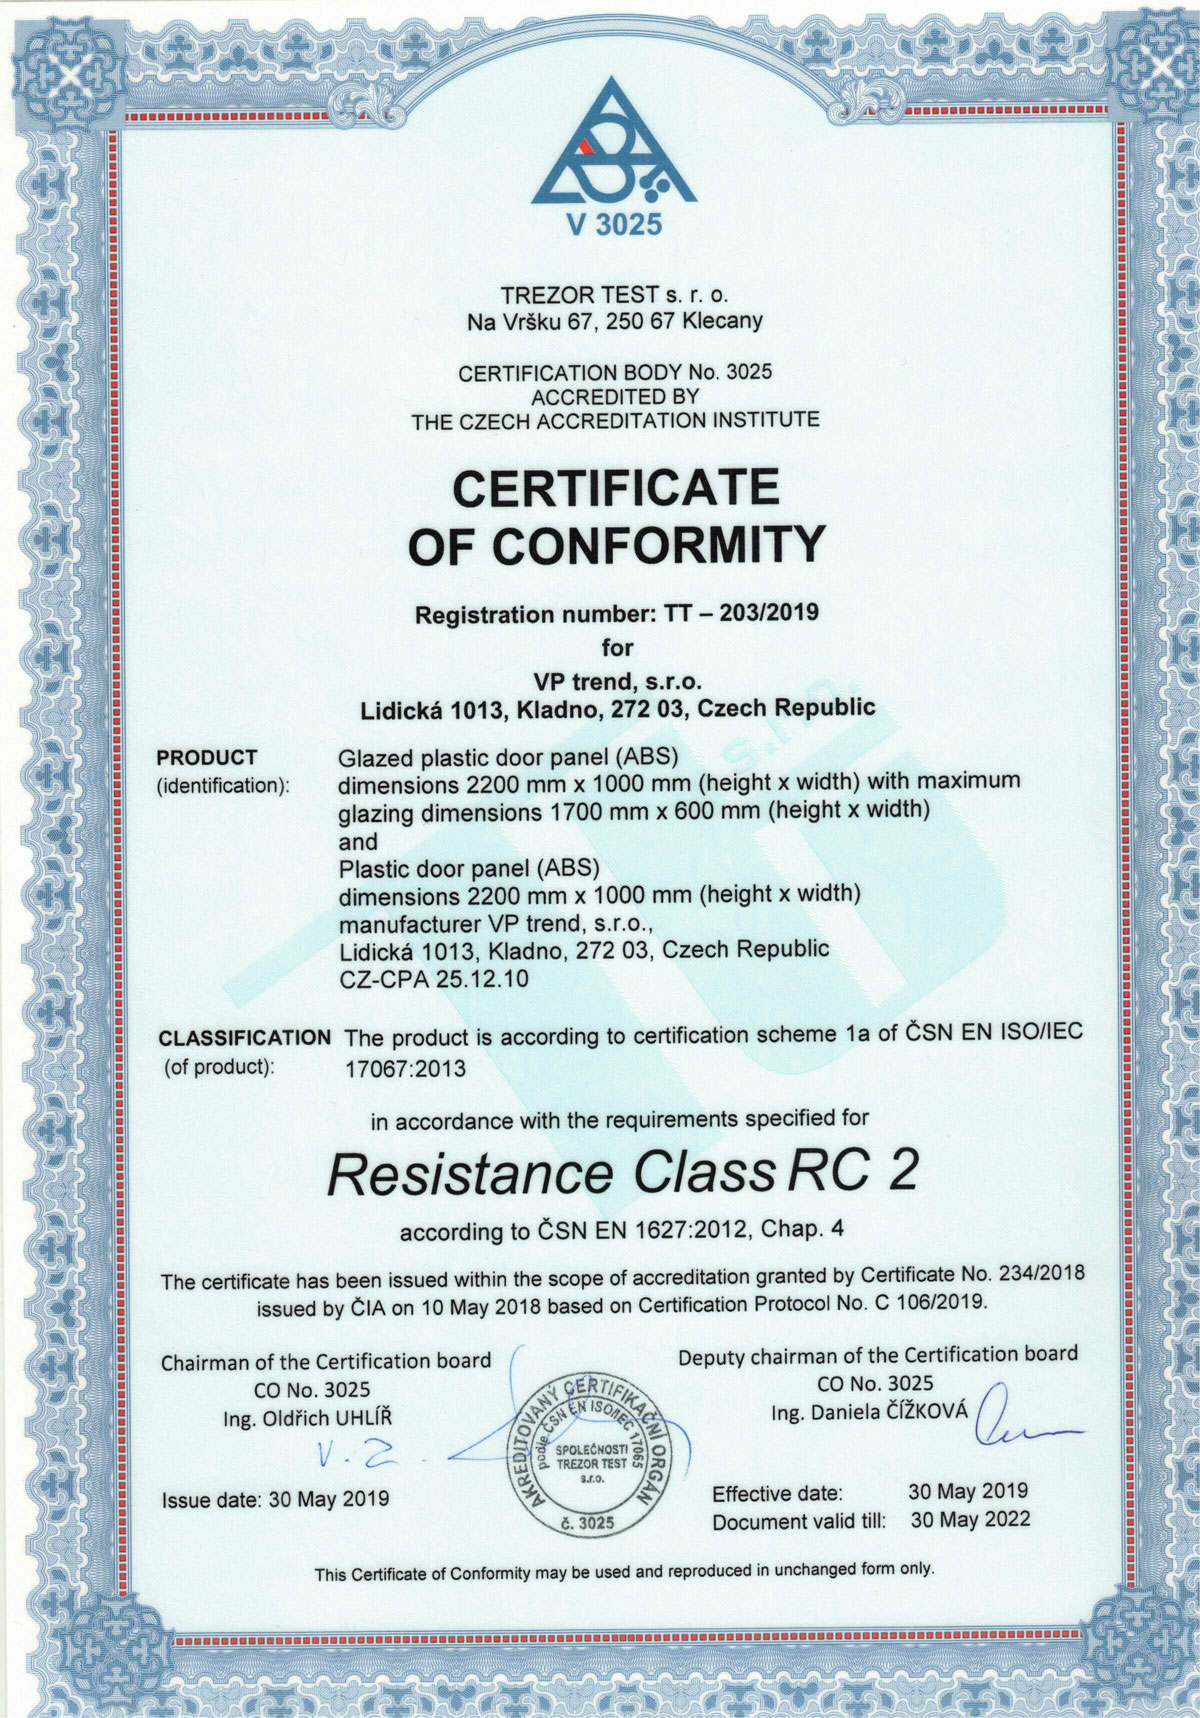 V 3025
TREZOR TEST s. r. o.
Na Vršku 67, 250 67 Klecany
CERTIFICATION BODY No. 3025
ACCREDITED BY
THE CZECH ACCREDITATION INSTITUTE
CERTIFICATE
OF CONFORMITY
Registration number: TT – 203/2019
for
VP trend, s.r.o.
Lidická 1013, Kladno, 272 03, Czech Republic
s.r.o.
PRODUCT Glazed plastic door panel (ABS)
(identification): dimensions 2200 mm x 1000 mm (height x width) with maximum
glazing dimensions 1700 mm x 600 mm (height x width)
and
Plastic door panel (ABS)
dimensions 2200 mm x 1000 mm (height x width)
manufacturer VP trend, s.r.o.,
Lidická 1013, Kladno, 272 03, Czech Republic
CZ-CPA 25.12.10
CLASSIFICATION The product is according to certification scheme 1a of ČSN EN ISO/IEC
(of product): 17067:2013
in accordance with the requirements specified for
Resistance Class RC 2
according to ČSN EN 1627:2012, Chap. 4
The certificate has been issued within the scope of accreditation granted by Certificate No. 234/2018
issued by ČIA on 10 May 2018 based on Certification Protocol No. C 106/2019.
Chairman of the Certification board
CO No. 3025
Ing. Oldřich UHLÍŘ
v. z.
Deputy chairman of the Certification board
CO No. 3025
Ing. Daniela ČÍŽKOVÁ
AKREDITOVANÝ CERTIFIKAČNÍ ORGÁN
podle ČSN EN ISO/IEC 17065
SPOLEČNOSTI
TREZOR TEST
s.r.o.
č. 3025
Issue date: 30 May 2019
Effective date: 30 May 2019
Document valid till: 30 May 2022
This Certificate of Conformity may be used and reproduced in unchanged form only.